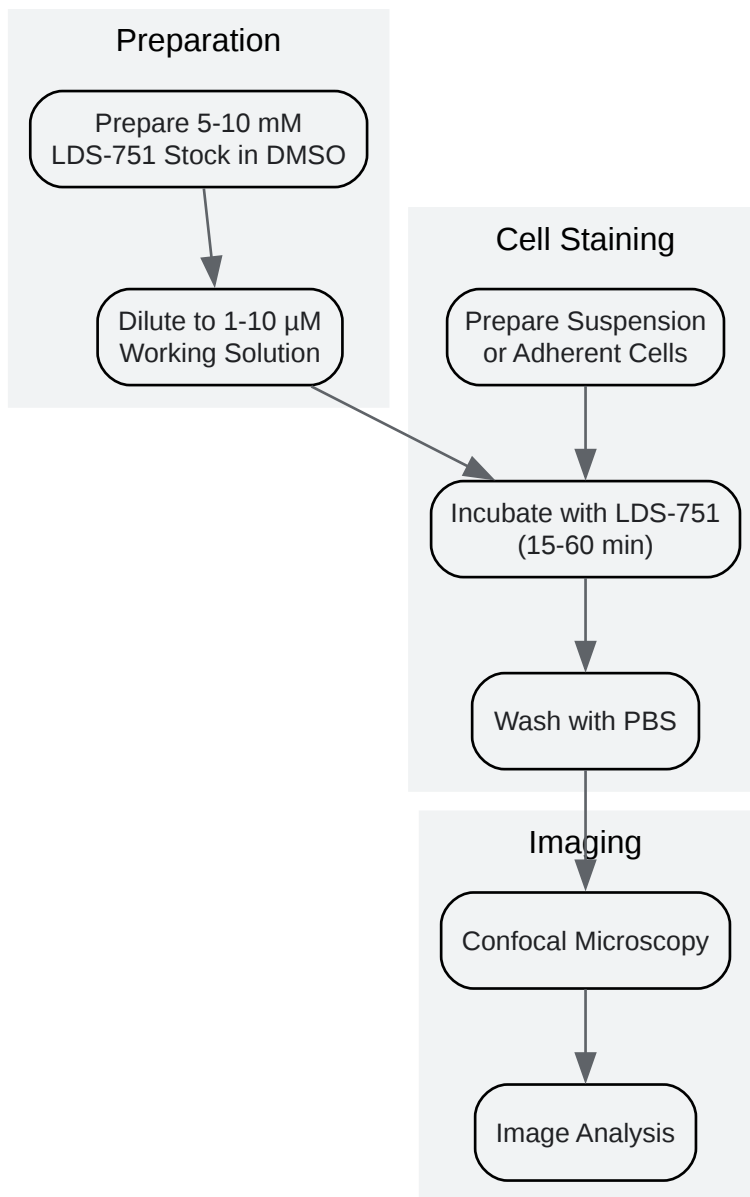 Preparation
Prepare 5-10 mM
LDS-751 Stock in DMSO
Dilute to 1-10 µM
Working Solution
Cell Staining
Prepare Suspension
or Adherent Cells
Incubate with LDS-751
(15-60 min)
Wash with PBS
Imaging
Confocal Microscopy
Image Analysis